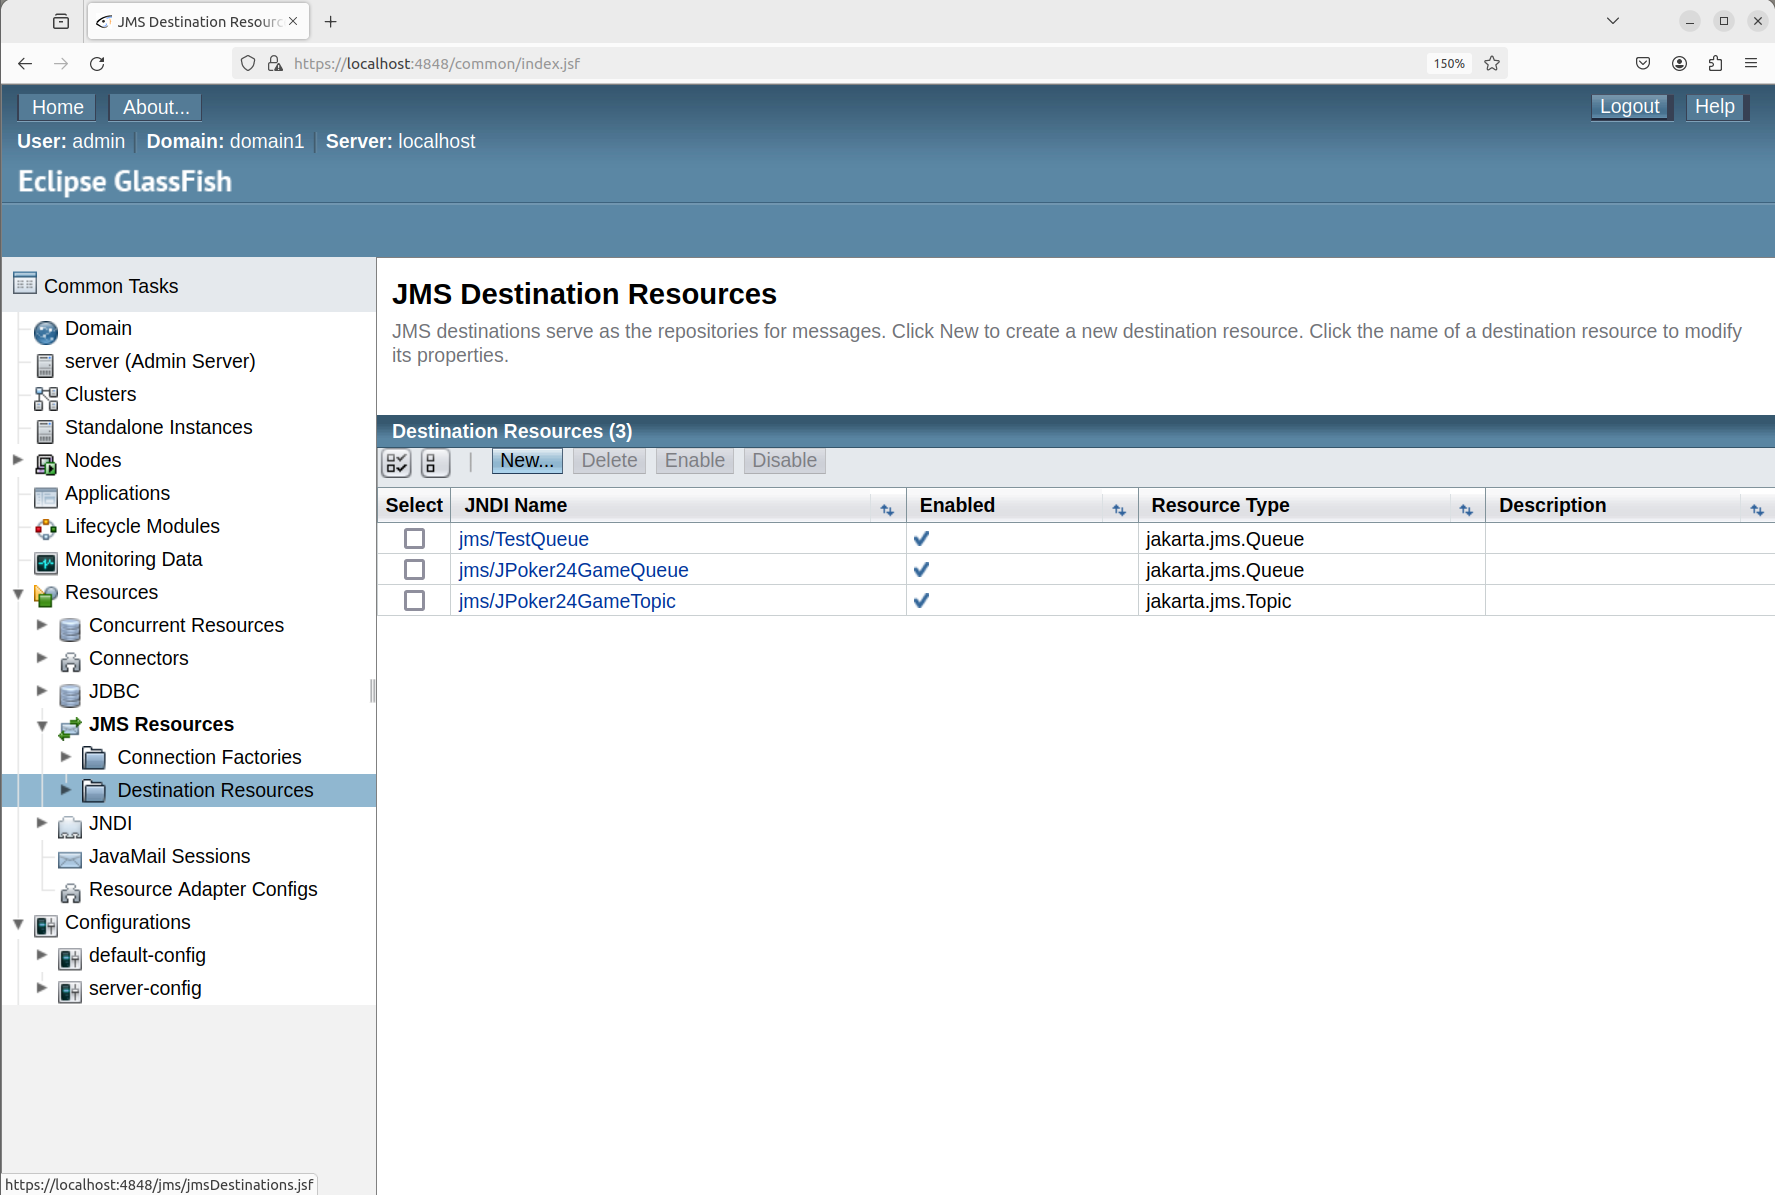 JMS Destination Resourc
https://localhost:4848/common/index.jsf
150%
Home
About...
Logout
Help
User: admin
Domain: domain1
Server: localhost
Eclipse GlassFish
Common Tasks
Domain
server (Admin Server)
Clusters
Standalone Instances
Nodes
Applications
Lifecycle Modules
Monitoring Data
Resources
Concurrent Resources
Connectors
JDBC
JMS Resources
Connection Factories
Destination Resources
JNDI
JavaMail Sessions
Resource Adapter Configs
Configurations
default-config
server-config
JMS Destination Resources
JMS destinations serve as the repositories for messages. Click New to create a new destination resource. Click the name of a destination resource to modify
its properties.
Destination Resources (3)
New...
Delete
Enable
Disable
Select
JNDI Name
Enabled
Resource Type
Description
jms/TestQueue
jakarta.jms.Queue
jms/JPoker24GameQueue
jakarta.jms.Queue
jms/JPoker24GameTopic
jakarta.jms.Topic
https://localhost:4848/jms/jmsDestinations.jsf